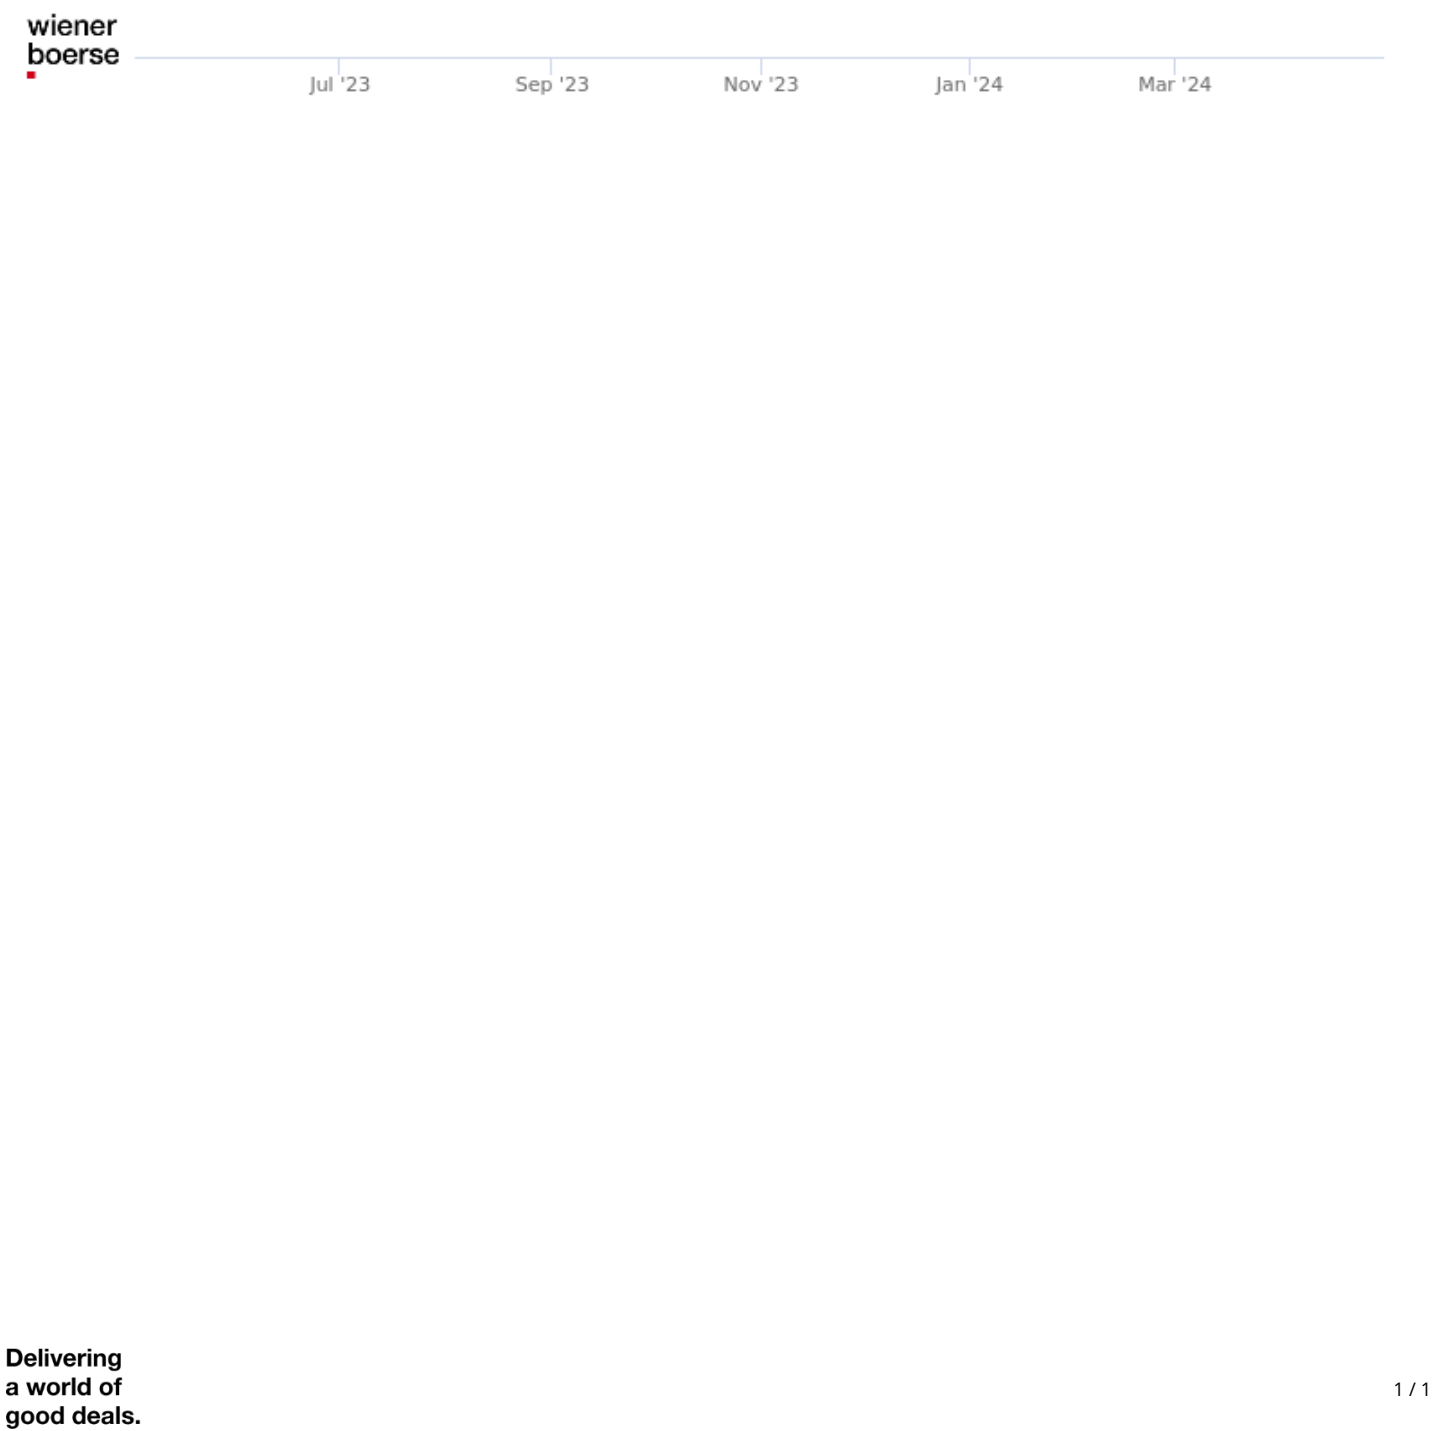 wiener
boerse
Jul '23 Sep '23 Nov '23 Jan '24 Mar '24
Delivering
a world of
good deals.
1 / 1